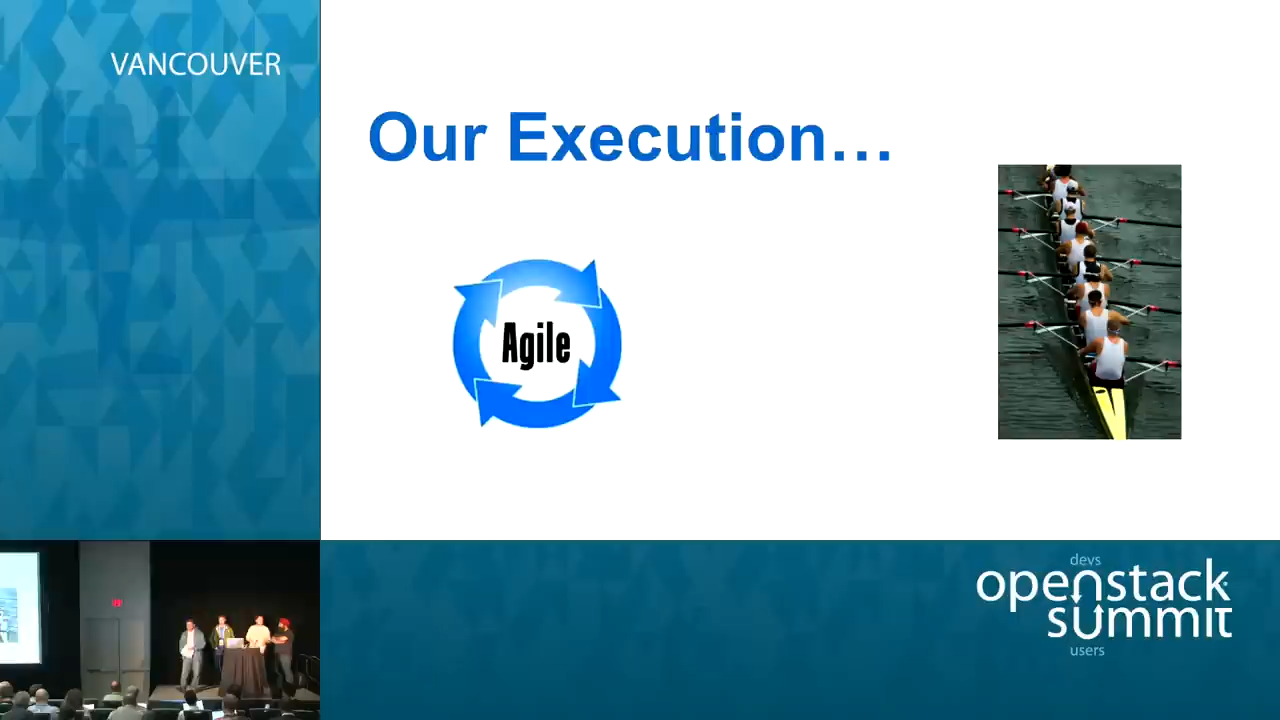 VANCOUVER
Our Execution…
Agile
devs
openstack
summit
users